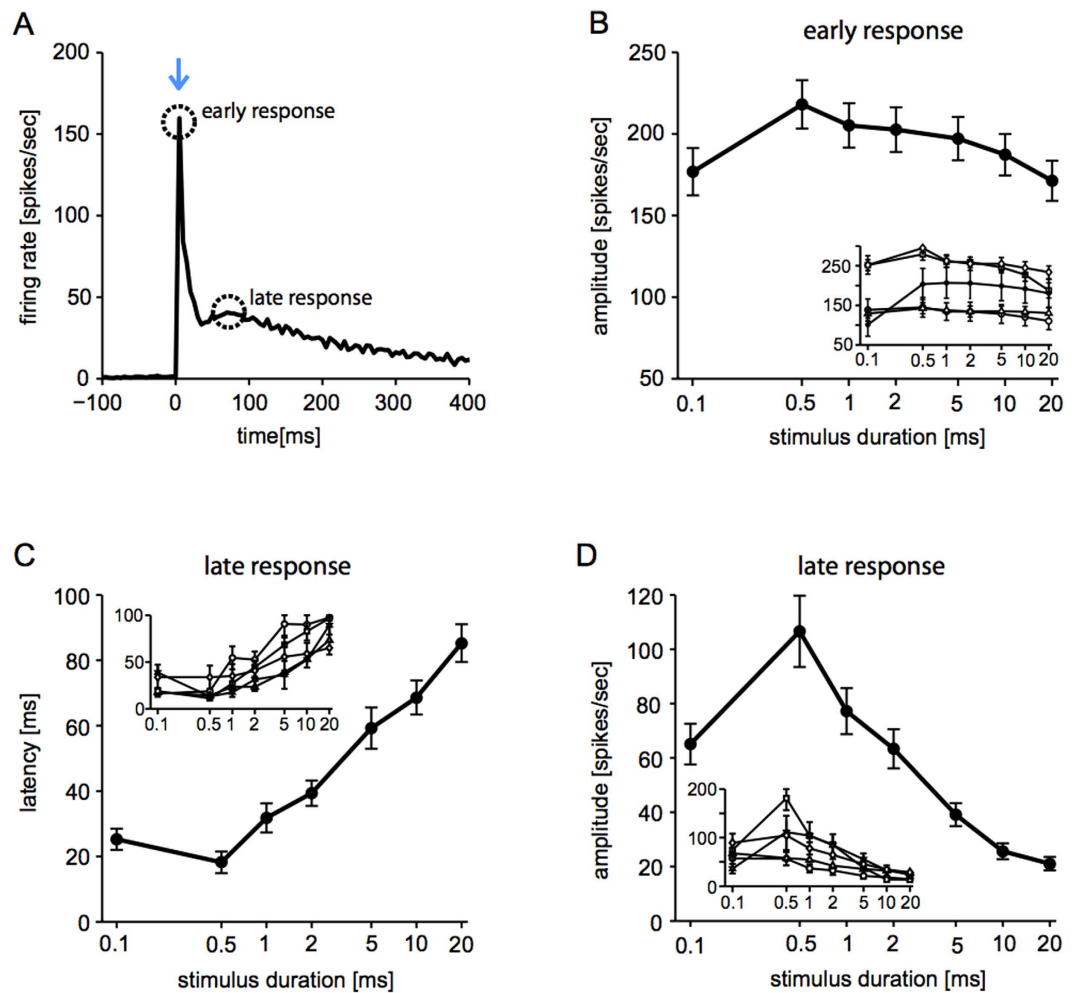 A
200
150
100
50
0
−100 0 100 200 300 400
firing rate [spikes/sec]
time[ms]
early response
late response
B
early response
250
200
150
100
50
0.1 0.5 1 2 5 10 20
amplitude [spikes/sec]
stimulus duration [ms]
250
150
50
0.1 0.5 1 2 5 10 20
C
late response
100
80
60
40
20
0
0.1 0.5 1 2 5 10 20
latency [ms]
stimulus duration [ms]
100
50
0
0.1 0.5 1 2 5 10 20
D
late response
120
100
80
60
40
20
0
0.1 0.5 1 2 5 10 20
amplitude [spikes/sec]
stimulus duration [ms]
200
100
0
0.1 0.5 1 2 5 10 20